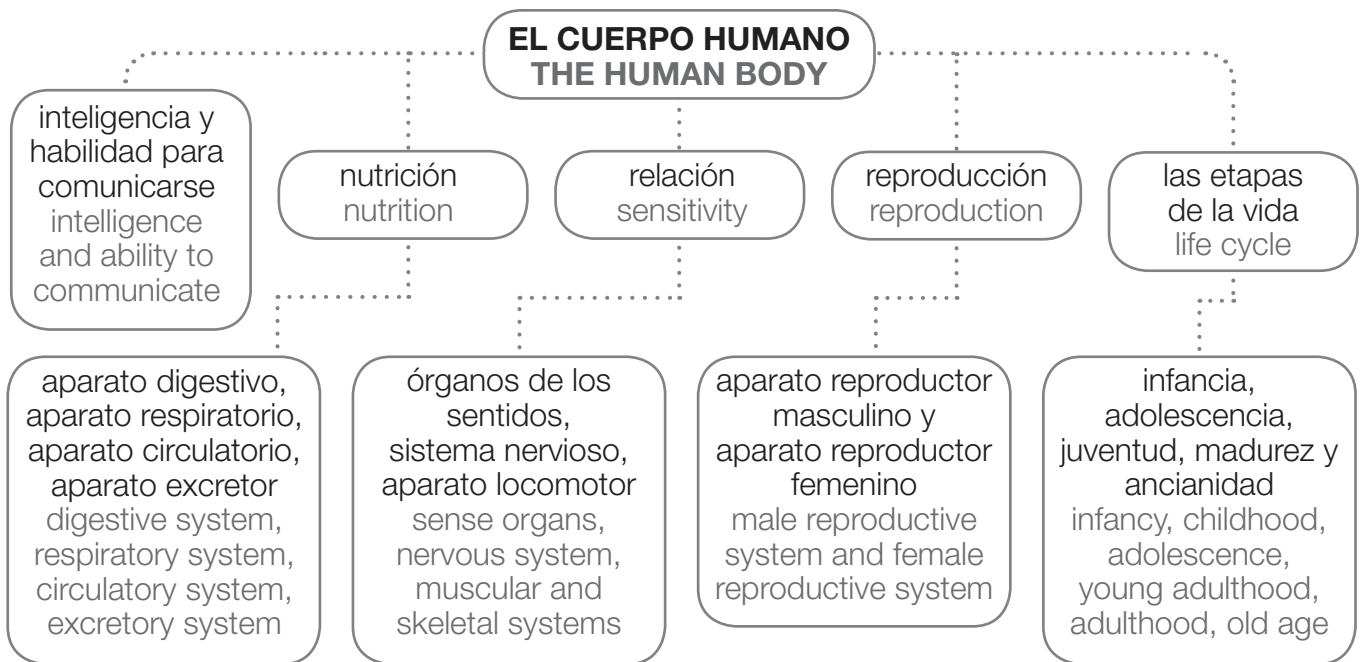 EL CUERPO HUMANO
THE HUMAN BODY
inteligencia y
habilidad para
comunicarse
intelligence
and ability to
communicate
nutrición
nutrition
relación
sensitivity
reproducción
reproduction
las etapas
de la vida
life cycle
aparato digestivo,
aparato respiratorio,
aparato circulatorio,
aparato excretor
digestive system,
respiratory system,
circulatory system,
excretory system
órganos de los
sentidos,
sistema nervioso,
aparato locomotor
sense organs,
nervous system,
muscular and
skeletal systems
aparato reproductor
masculino y
aparato reproductor
femenino
male reproductive
system and female
reproductive system
infancia,
adolescencia,
juventud, madurez y
ancianidad
infancy, childhood,
adolescence,
young adulthood,
adulthood, old age